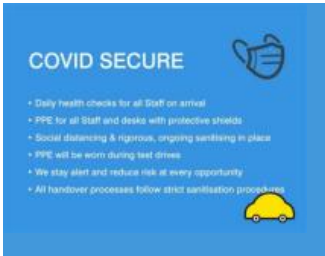 COVID SECURE
• Daily health checks for all Staff on arrival
• PPE for all Staff and desks with protective shields
• Social distancing & rigorous, ongoing sanitising in place
• PPE will be worn during test drives
• We stay alert and reduce risk at every opportunity
• All handover processes follow strict sanitisation procedures